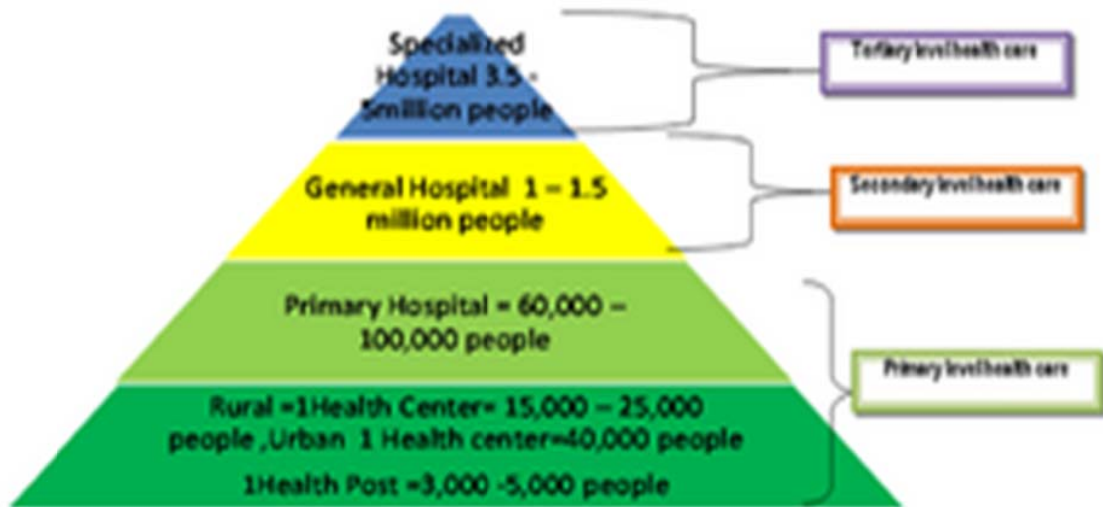 Specialized
Hospital 3.5 -
5milllion people
Tertiary level health care
General Hospital 1 – 1.5
million people
Secondary level health care
Primary Hospital = 60,000 –
100,000 people
Primary level health care
Rural =1Health Center= 15,000 – 25,000
people ,Urban 1 Health center=40,000 people
1Health Post =3,000 -5,000 people